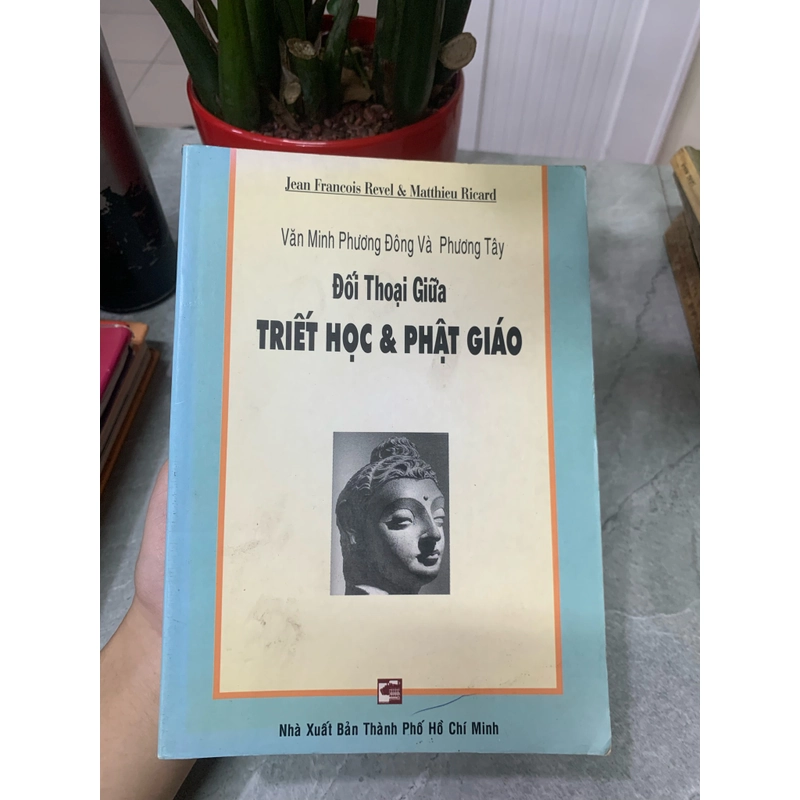 Jean Francois Revel & Matthieu Ricard
Văn Minh Phương Đông Và Phương Tây
Đối Thoại Giữa
TRIẾT HỌC & PHẬT GIÁO
Nhà Xuất Bản Thành Phố Hồ Chí Minh